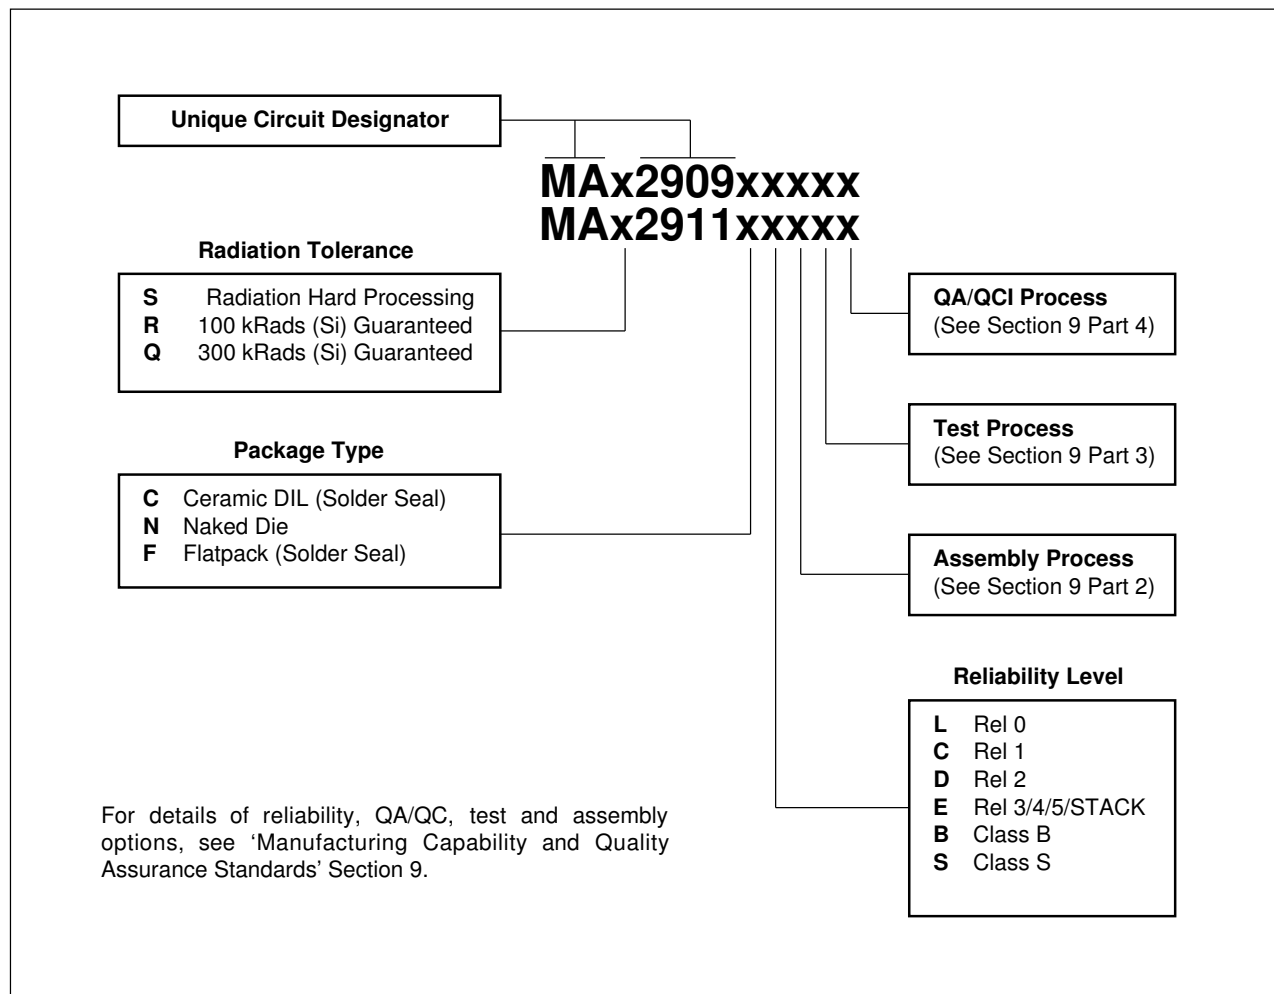 Unique Circuit Designator
MAx2909xxxxx
MAx2911xxxxx
Radiation Tolerance
S Radiation Hard Processing
R 100 kRads (Si) Guaranteed
Q 300 kRads (Si) Guaranteed
Package Type
C Ceramic DIL (Solder Seal)
N Naked Die
F Flatpack (Solder Seal)
QA/QCI Process
(See Section 9 Part 4)
Test Process
(See Section 9 Part 3)
Assembly Process
(See Section 9 Part 2)
Reliability Level
L Rel 0
C Rel 1
D Rel 2
E Rel 3/4/5/STACK
B Class B
S Class S
For details of reliability, QA/QC, test and assembly
options, see ‘Manufacturing Capability and Quality
Assurance Standards’ Section 9.